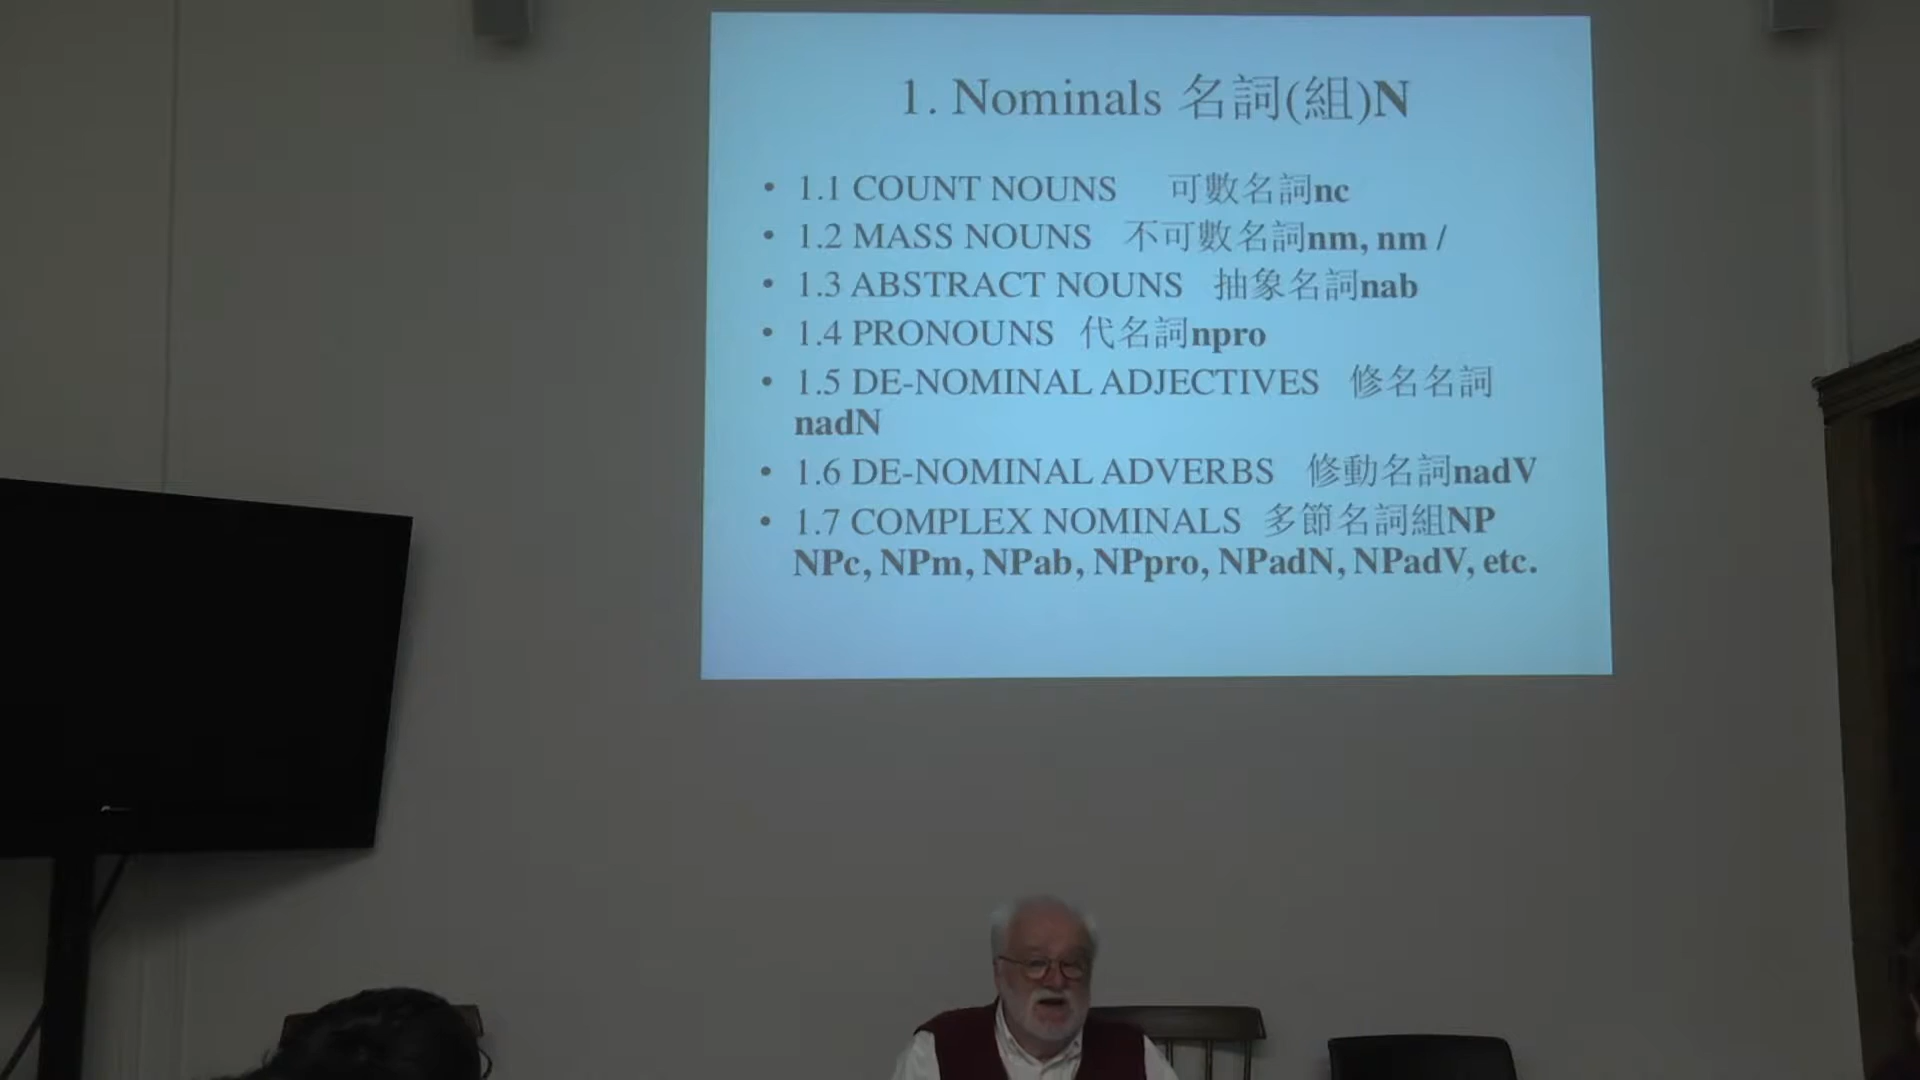 1. Nominals 名詞(組)N
• 1.1 COUNT NOUNS 可數名詞nc
• 1.2 MASS NOUNS 不可數名詞nm, nm /
• 1.3 ABSTRACT NOUNS 抽象名詞nab
• 1.4 PRONOUNS 代名詞npro
• 1.5 DE-NOMINAL ADJECTIVES 修名名詞
nadN
• 1.6 DE-NOMINAL ADVERBS 修動名詞nadV
• 1.7 COMPLEX NOMINALS 多節名詞組NP
NPc, NPm, NPab, NPpro, NPadN, NPadV, etc.